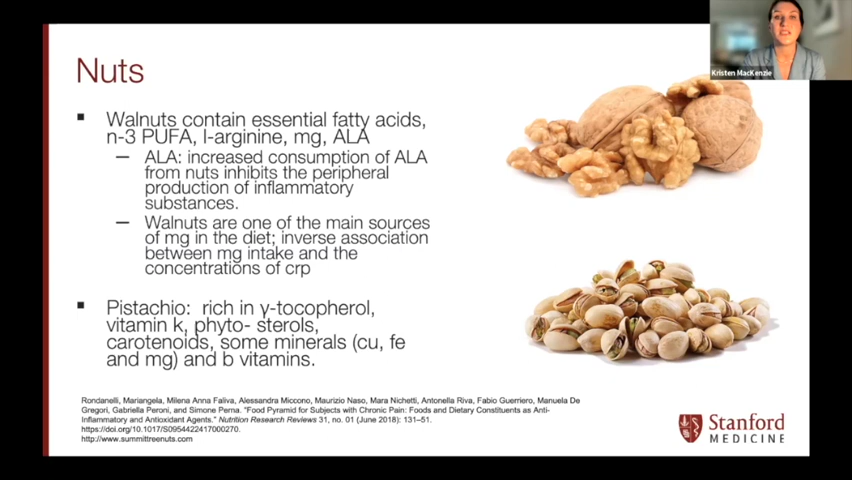 Kristen MacKenzie
Nuts
▪ Walnuts contain essential fatty acids,
n-3 PUFA, l-arginine, mg, ALA
– ALA: increased consumption of ALA
from nuts inhibits the peripheral
production of inflammatory
substances.
– Walnuts are one of the main sources
of mg in the diet; inverse association
between mg intake and the
concentrations of crp
▪ Pistachio: rich in γ-tocopherol,
vitamin k, phyto- sterols,
carotenoids, some minerals (cu, fe
and mg) and b vitamins.
Rondanelli, Mariangela, Milena Anna Faliva, Alessandra Miccono, Maurizio Naso, Mara Nichetti, Antonella Riva, Fabio Guerriero, Manuela De
Gregori, Gabriella Peroni, and Simone Perna. “Food Pyramid for Subjects with Chronic Pain: Foods and Dietary Constituents as Anti-
Inflammatory and Antioxidant Agents.” Nutrition Research Reviews 31, no. 01 (June 2018): 131–51.
https://doi.org/10.1017/S0954422417000270.
http://www.summittreenuts.com
Stanford
MEDICINE